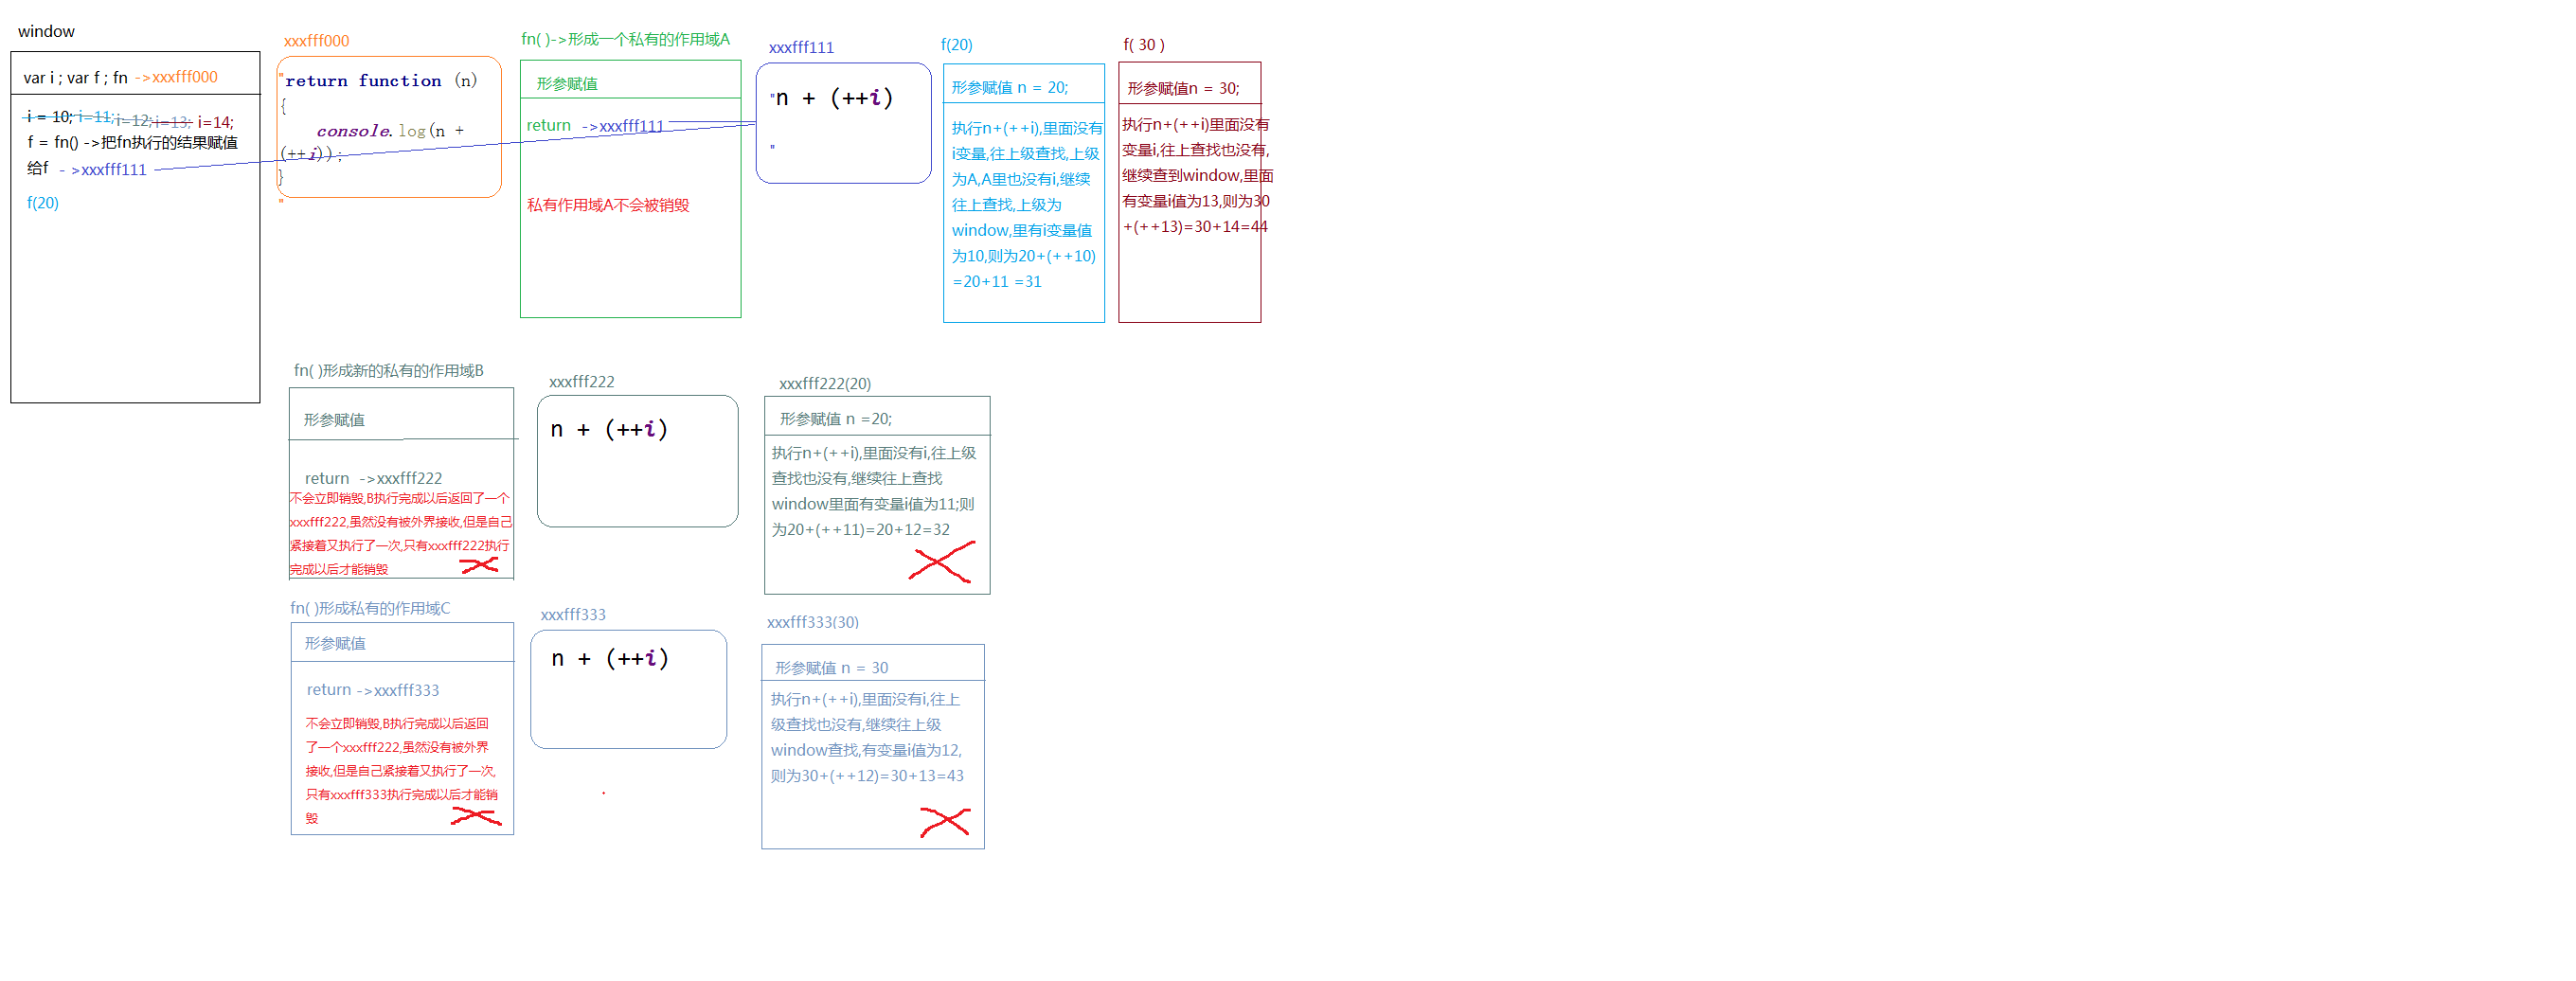 window
var i ; var f ; fn ->xxxfff000
i = 10; i=11; i=12; i=13; i=14;
f = fn() ->把fn执行的结果赋值
给f - >xxxfff111
f(20)
xxxfff000
"return function (n)
{
console.log(n +
(++i));
}
"
fn( )->形成一个私有的作用域A
形参赋值
return ->xxxfff111
私有作用域A不会被销毁
xxxfff111
"n + (++i)
"
f(20)
形参赋值 n = 20;
执行n+(++i),里面没有
i变量,往上级查找,上级
为A,A里也没有i,继续
往上查找,上级为
window,里有i变量值
为10,则为20+(++10)
=20+11 =31
f( 30 )
形参赋值n = 30;
执行n+(++i)里面没有
变量i,往上查找也没有,
继续查到window,里面
有变量i值为13,则为30
+(++13)=30+14=44
fn( )形成新的私有的作用域B
形参赋值
return ->xxxfff222
不会立即销毁,B执行完成以后返回了一个
xxxfff222,虽然没有被外界接收,但是自己
紧接着又执行了一次,只有xxxfff222执行
完成以后才能销毁
xxxfff222
n + (++i)
xxxfff222(20)
形参赋值 n =20;
执行n+(++i),里面没有i,往上级
查找也没有,继续往上查找
window里面有变量i值为11;则
为20+(++11)=20+12=32
fn( )形成私有的作用域C
形参赋值
return ->xxxfff333
不会立即销毁,B执行完成以后返回
了一个xxxfff222,虽然没有被外界
接收,但是自己紧接着又执行了一次,
只有xxxfff333执行完成以后才能销
毁
xxxfff333
n + (++i)
xxxfff333(30)
形参赋值 n = 30
执行n+(++i),里面没有i,往上
级查找也没有,继续往上级
window查找,有变量i值为12,
则为30+(++12)=30+13=43